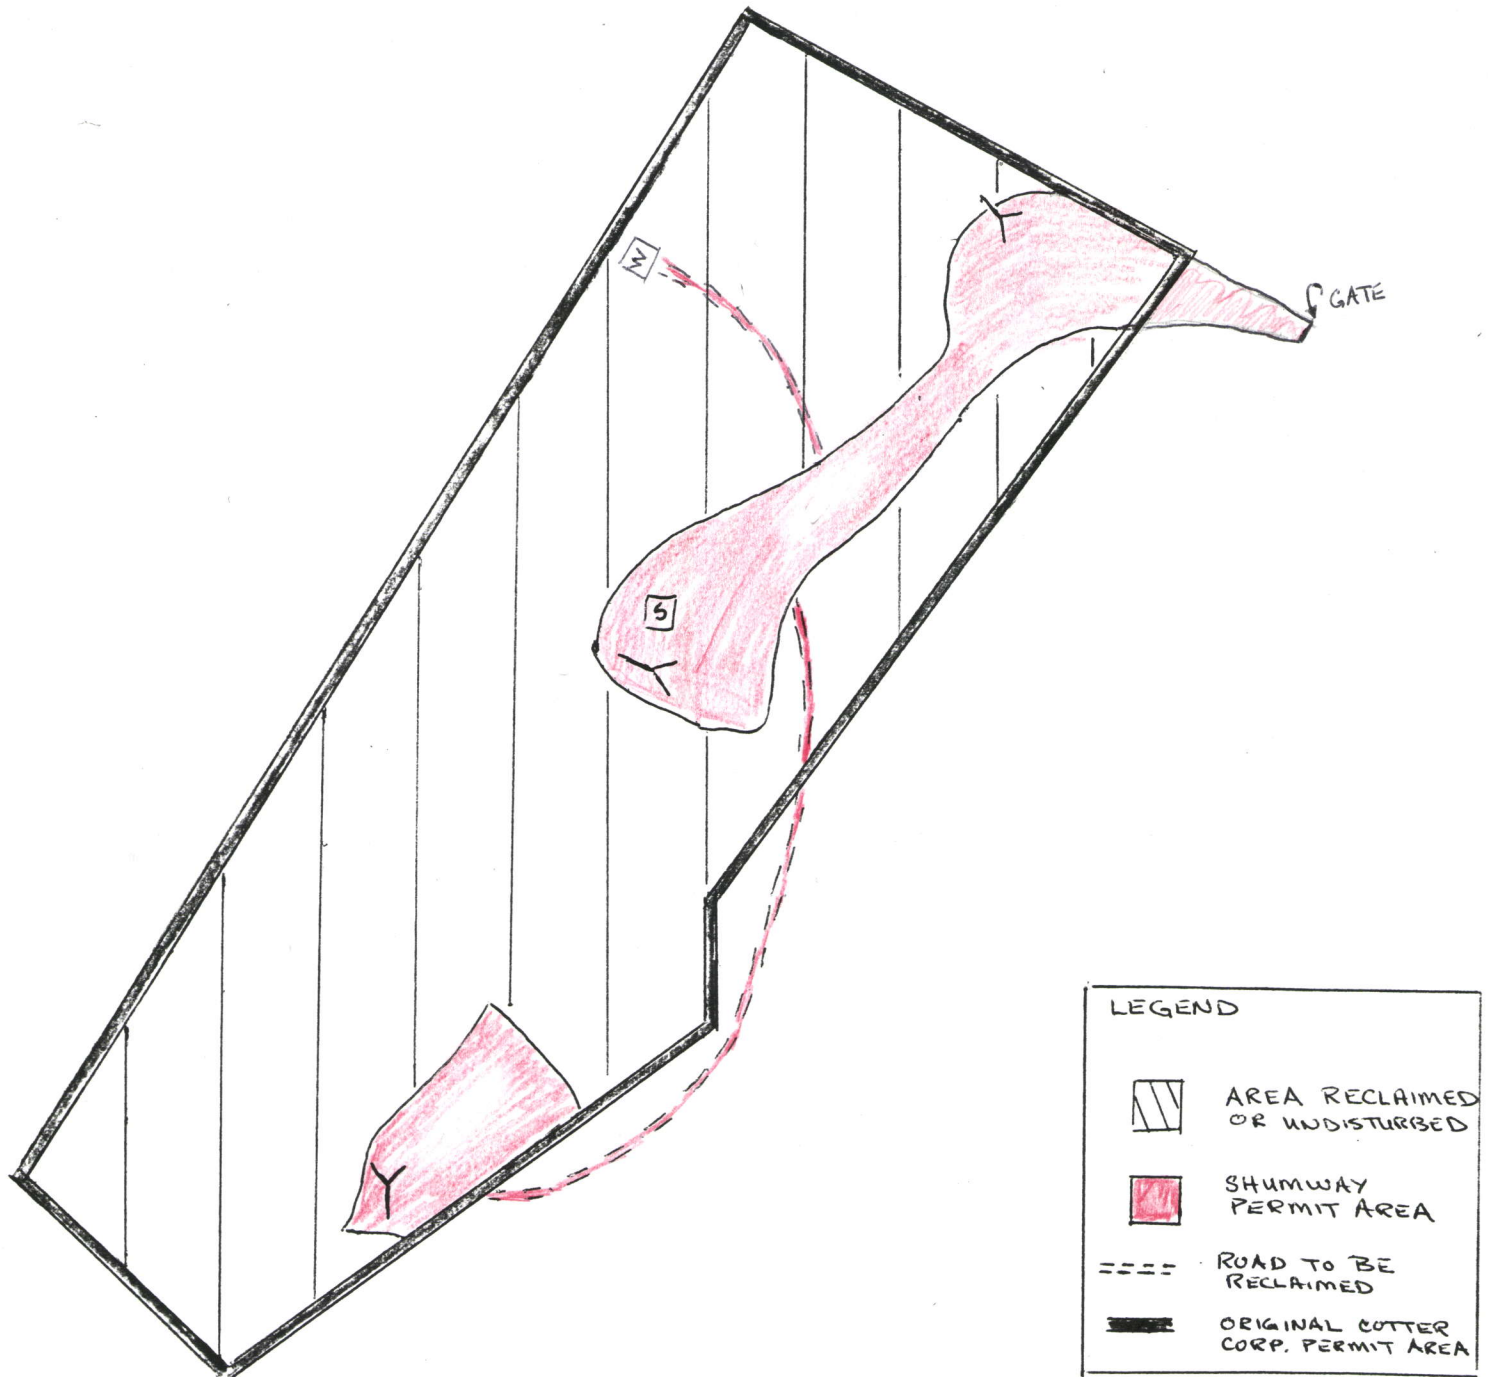 W
GATE
S
LEGEND
AREA RECLAIMED
OR UNDISTURBED
SHUMWAY
PERMIT AREA
ROAD TO BE
RECLAIMED
ORIGINAL COTTER
CORP. PERMIT AREA